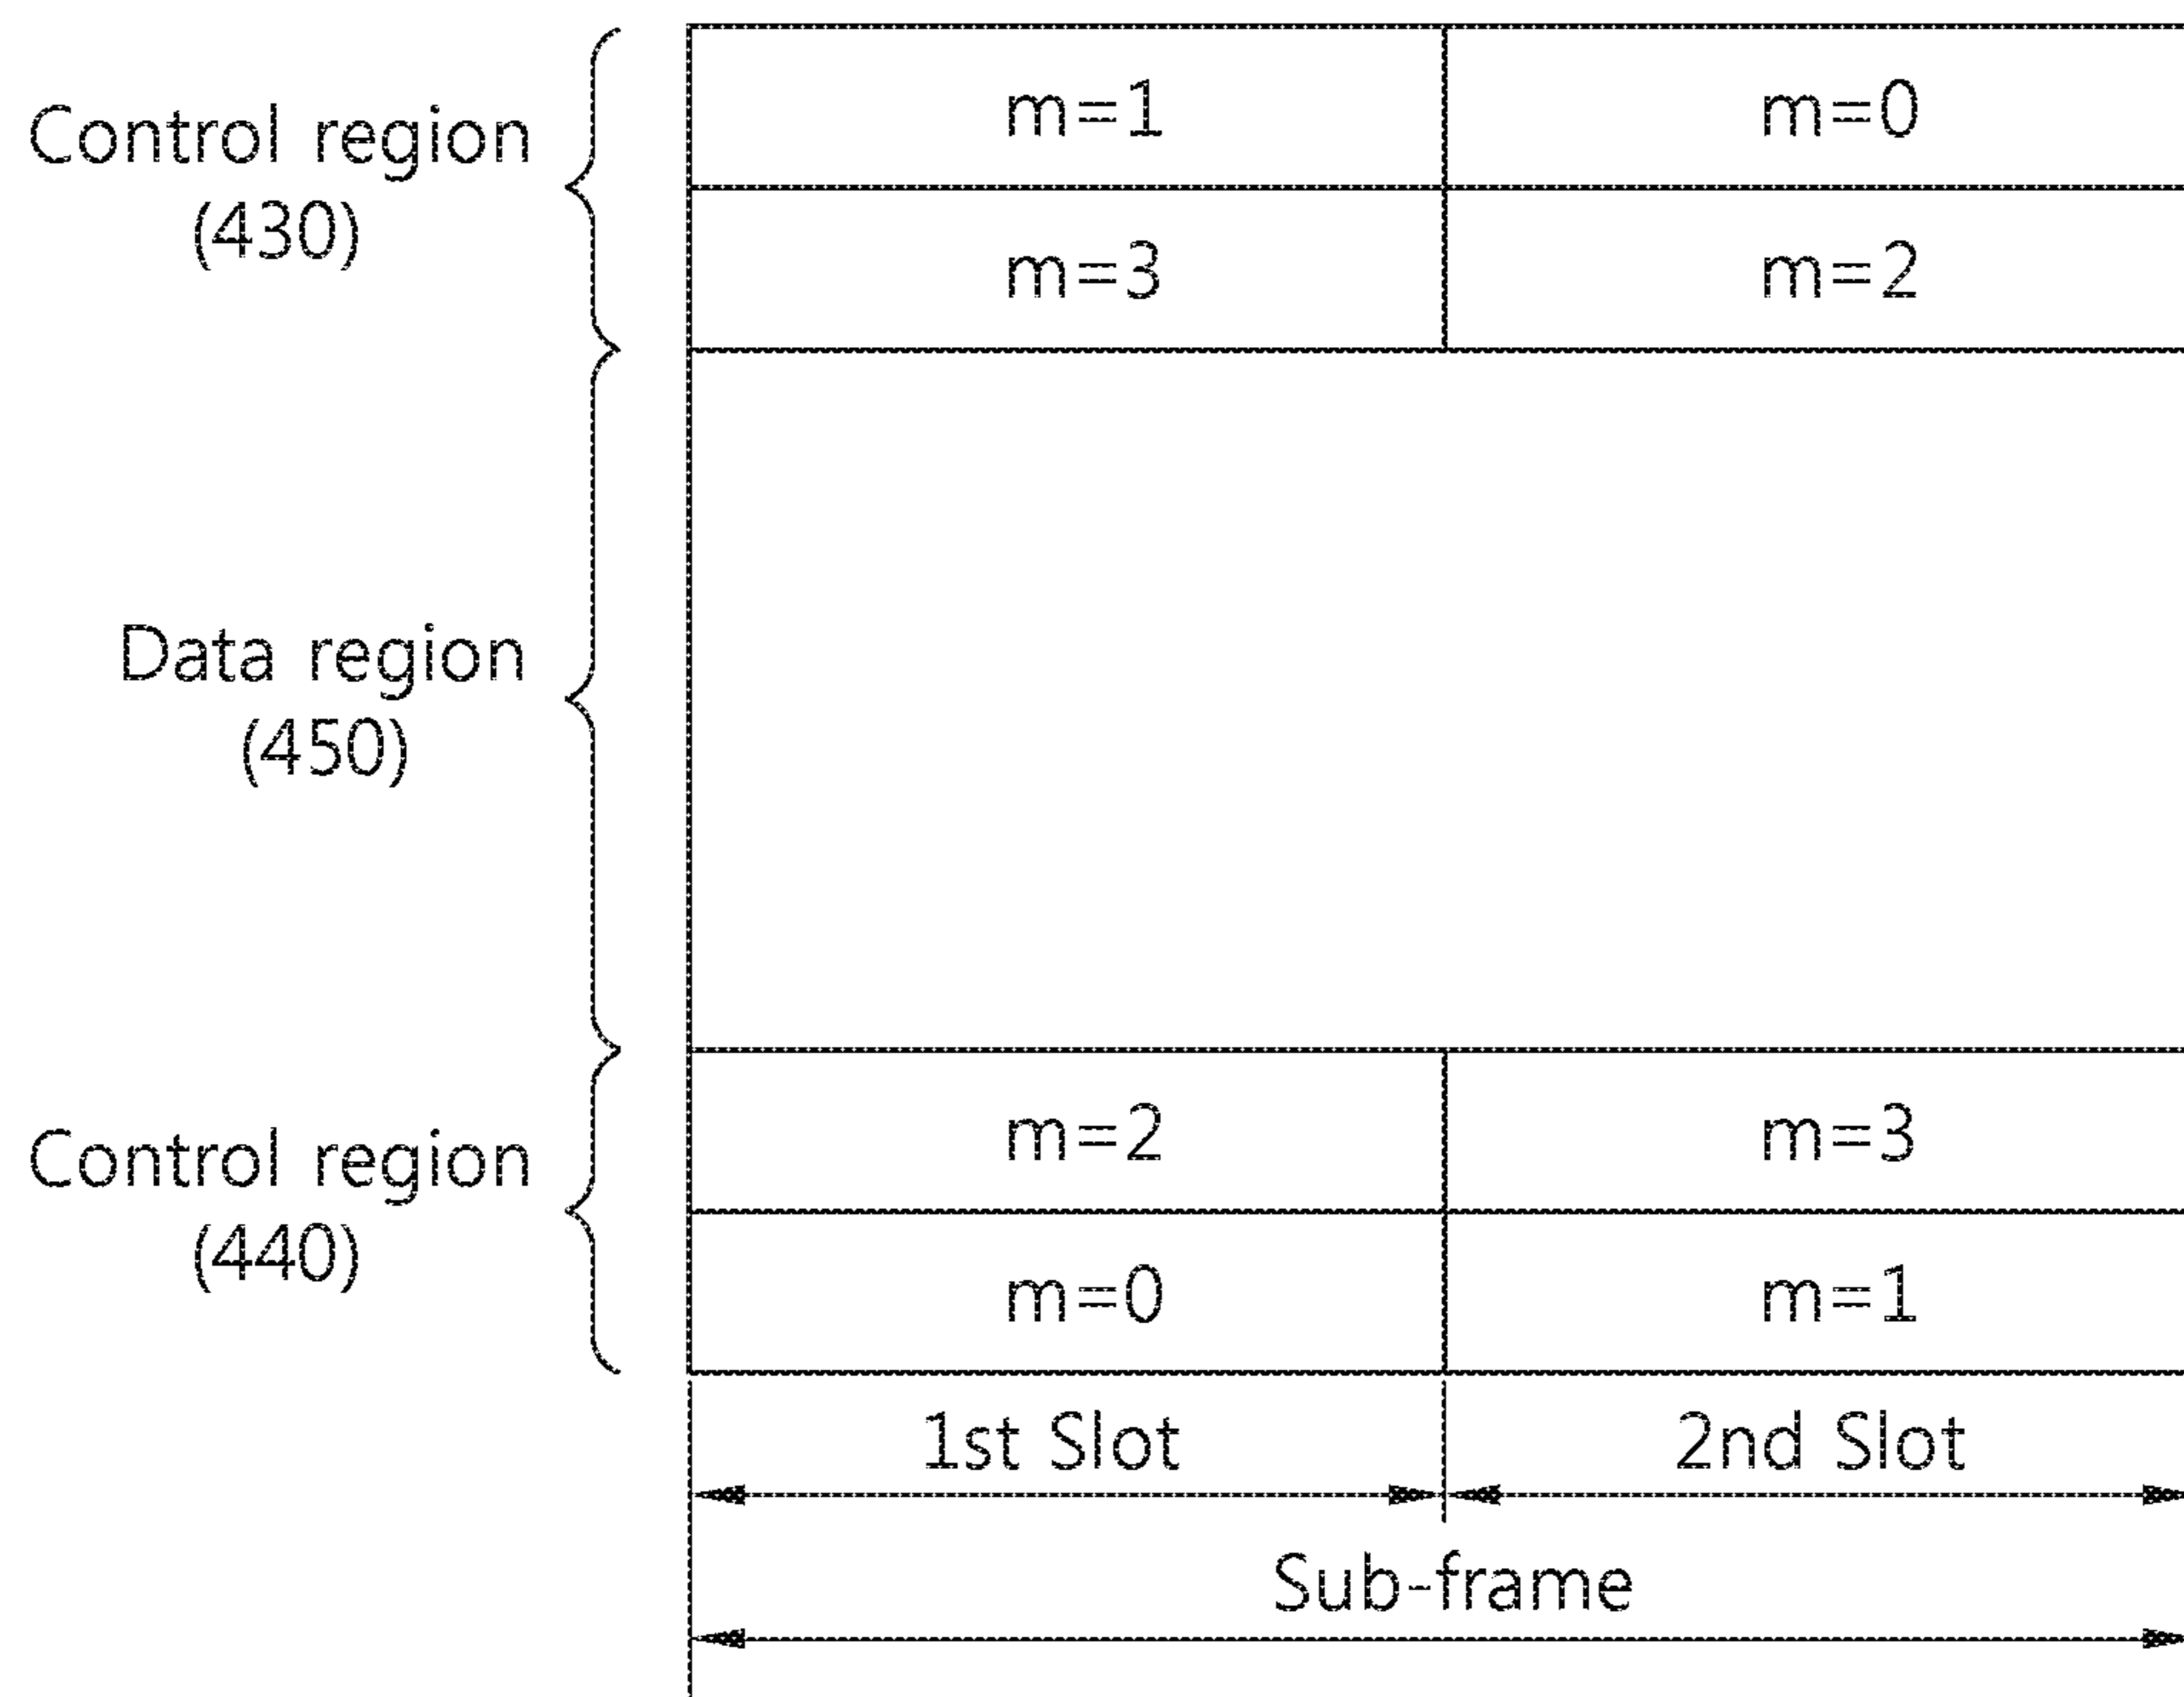 Control region
(430)
m=1
m=0
m=3
m=2
Data region
(450)
Control region
(440)
m=2
m=3
m=0
m=1
1st Slot
2nd Slot
Sub-frame